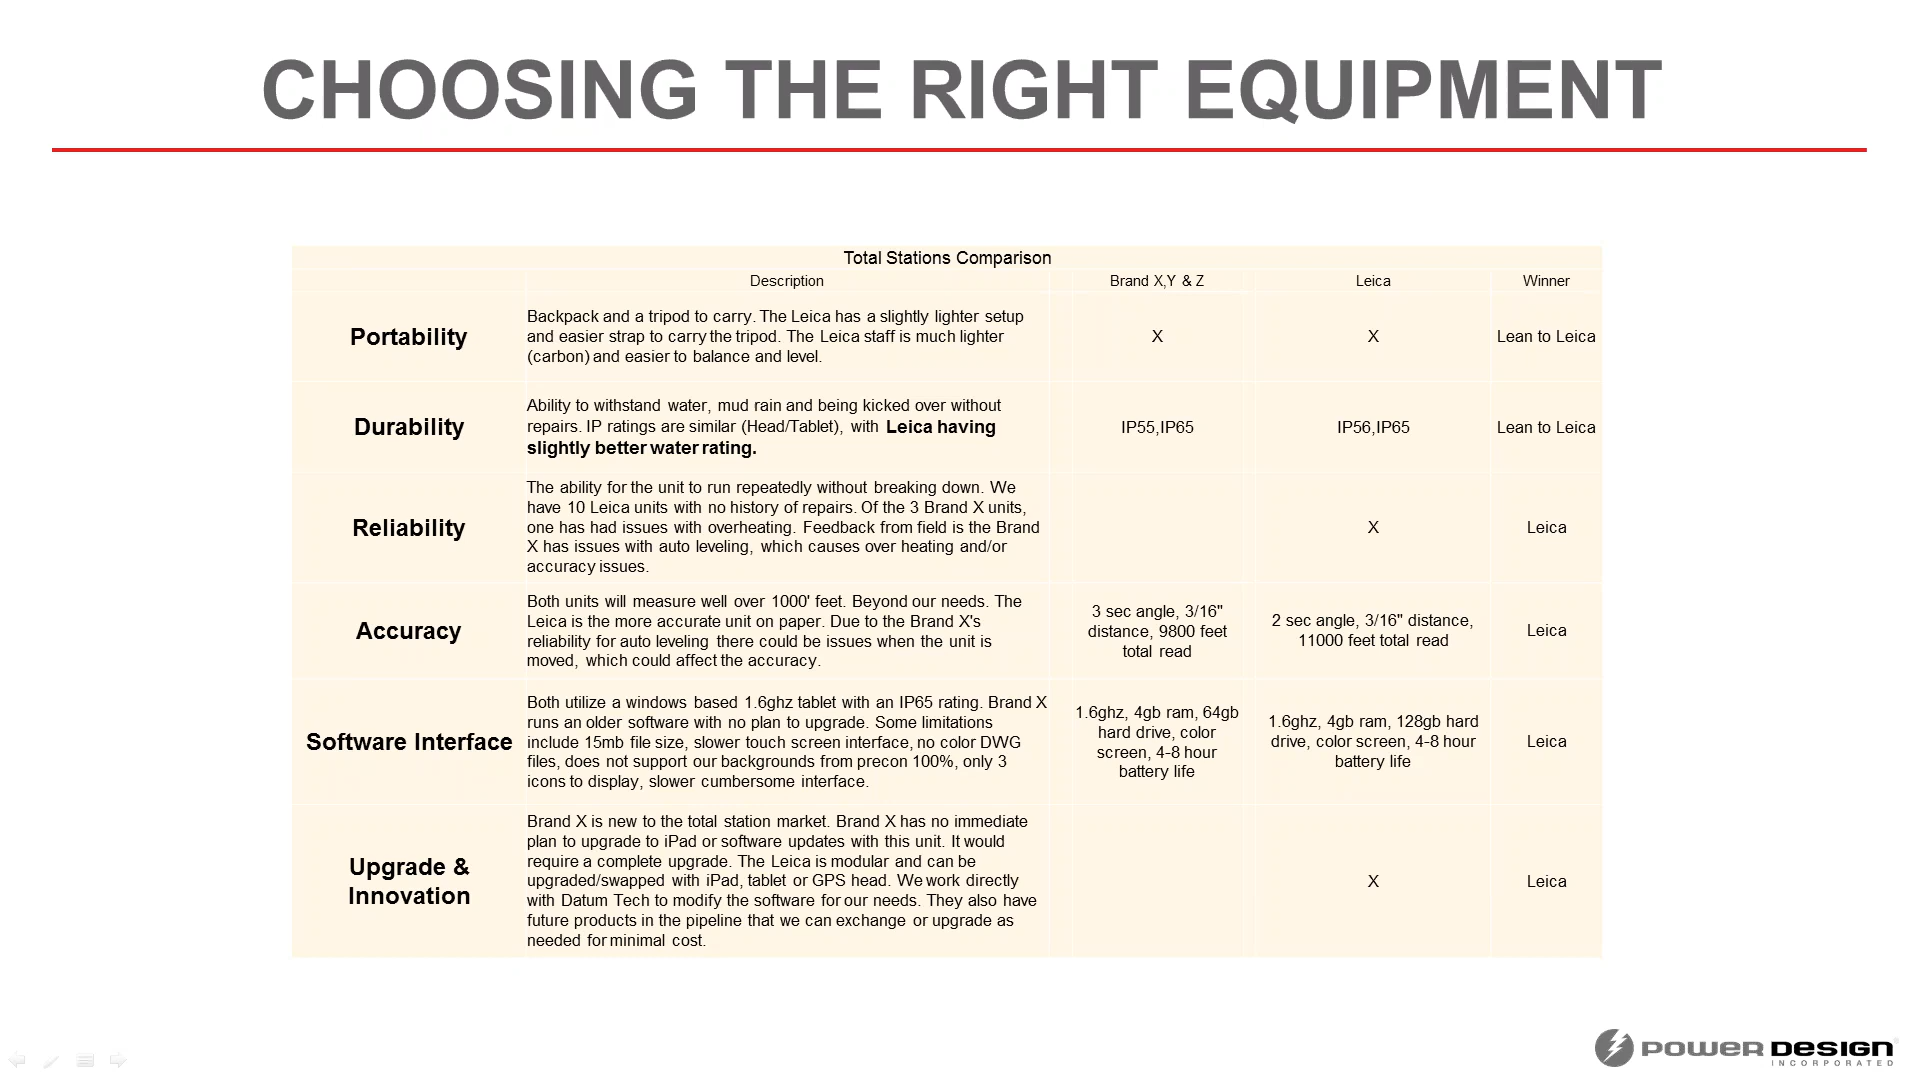 CHOOSING THE RIGHT EQUIPMENT
Total Stations Comparison
Description
Brand X,Y & Z
Leica
Winner
Portability
Backpack and a tripod to carry. The Leica has a slightly lighter setup
and easier strap to carry the tripod. The Leica staff is much lighter
(carbon) and easier to balance and level.
X
X
Lean to Leica
Durability
Ability to withstand water, mud rain and being kicked over without
repairs. IP ratings are similar (Head/Tablet), with Leica having
slightly better water rating.
IP55,IP65
IP56,IP65
Lean to Leica
Reliability
The ability for the unit to run repeatedly without breaking down. We
have 10 Leica units with no history of repairs. Of the 3 Brand X units,
one has had issues with overheating. Feedback from field is the Brand
X has issues with auto leveling, which causes over heating and/or
accuracy issues.
X
Leica
Accuracy
Both units will measure well over 1000' feet. Beyond our needs. The
Leica is the more accurate unit on paper. Due to the Brand X's
reliability for auto leveling there could be issues when the unit is
moved, which could affect the accuracy.
3 sec angle, 3/16"
distance, 9800 feet
total read
2 sec angle, 3/16" distance,
11000 feet total read
Leica
Software Interface
Both utilize a windows based 1.6ghz tablet with an IP65 rating. Brand X
runs an older software with no plan to upgrade. Some limitations
include 15mb file size, slower touch screen interface, no color DWG
files, does not support our backgrounds from precon 100%, only 3
icons to display, slower cumbersome interface.
1.6ghz, 4gb ram, 64gb
hard drive, color
screen, 4-8 hour
battery life
1.6ghz, 4gb ram, 128gb hard
drive, color screen, 4-8 hour
battery life
Leica
Upgrade &
Innovation
Brand X is new to the total station market. Brand X has no immediate
plan to upgrade to iPad or software updates with this unit. It would
require a complete upgrade. The Leica is modular and can be
upgraded/swapped with iPad, tablet or GPS head. We work directly
with Datum Tech to modify the software for our needs. They also have
future products in the pipeline that we can exchange or upgrade as
needed for minimal cost.
X
Leica
POWER DESIGN
INCORPORATED